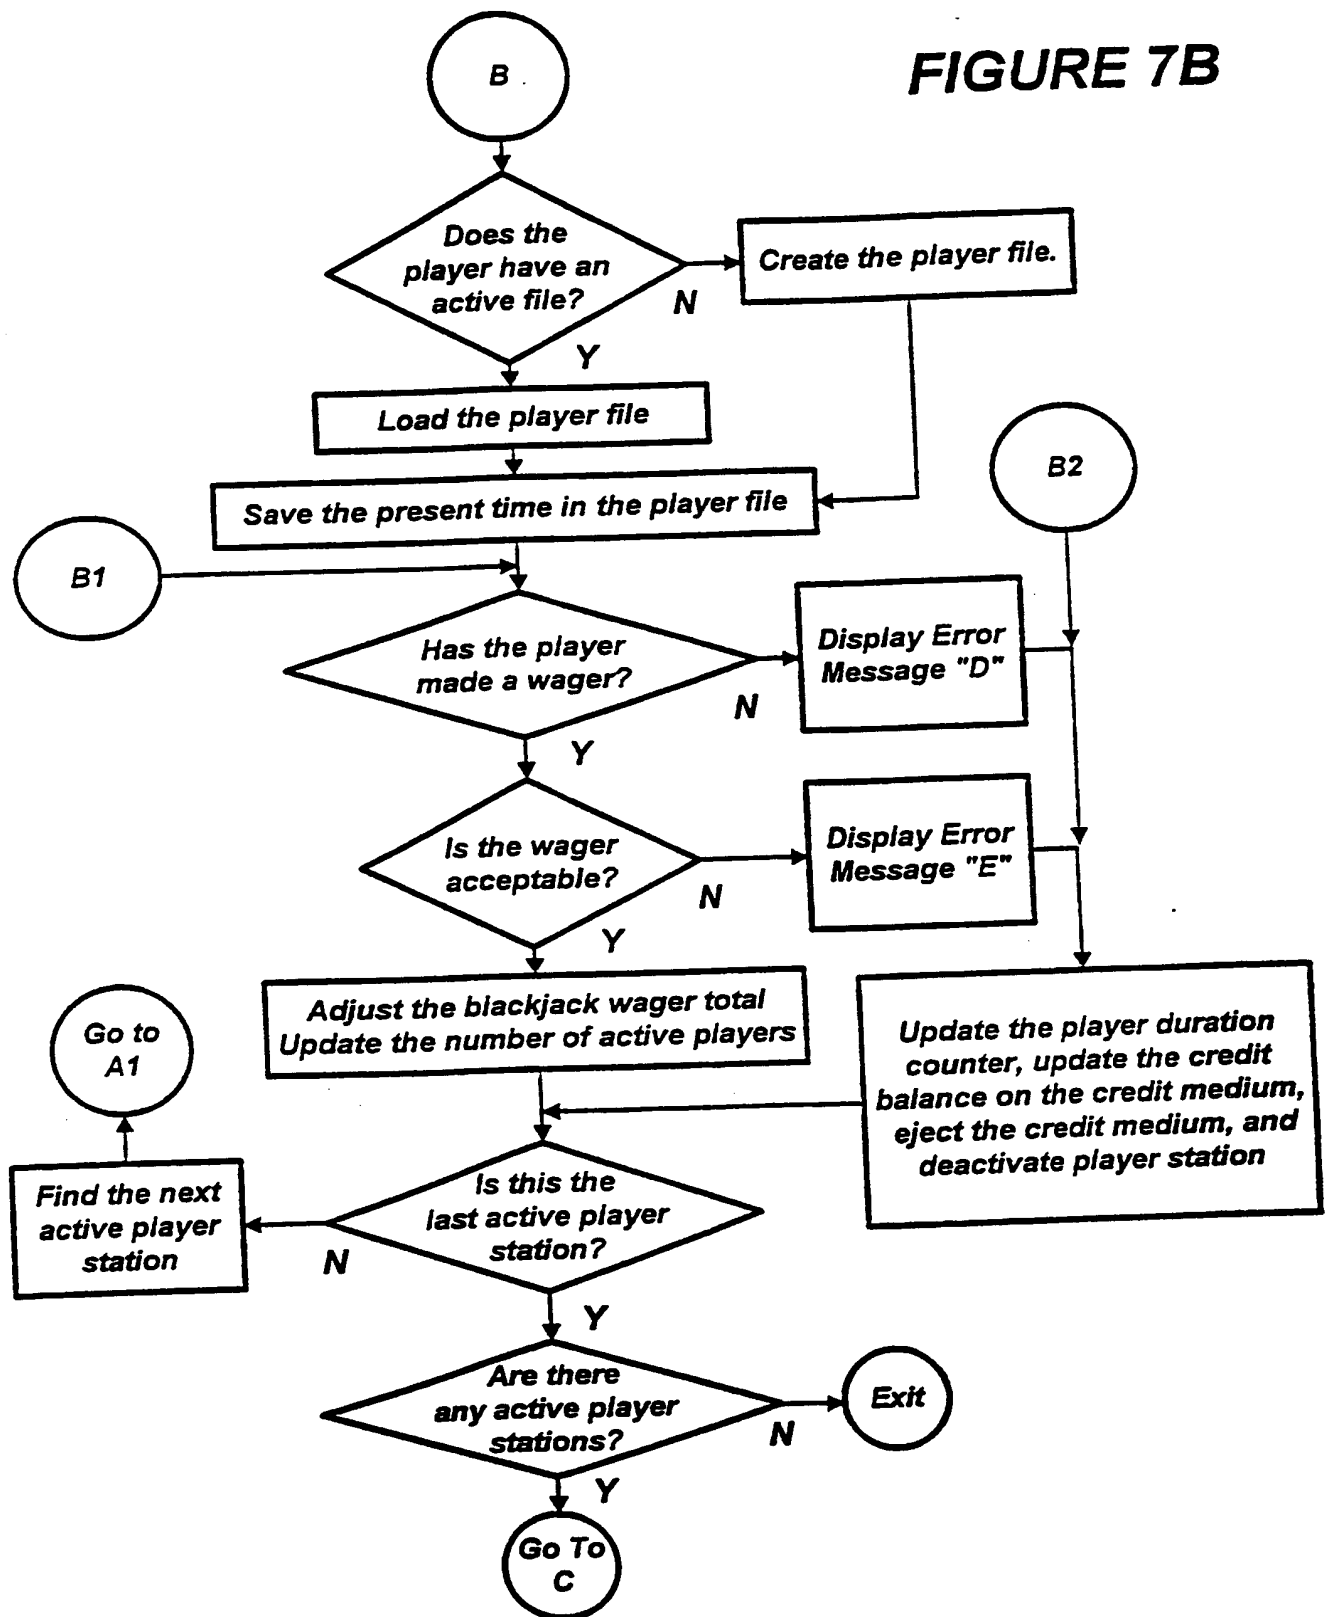 FIGURE 7B
B
Does the
player have an
active file?
N
Create the player file.
Y
Load the player file
B2
Save the present time in the player file
B1
Has the player
made a wager?
N
Display Error
Message "D"
Y
Is the wager
acceptable?
N
Display Error
Message "E"
Y
Adjust the blackjack wager total
Update the number of active players
Go to
A1
Update the player duration
counter, update the credit
balance on the credit medium,
eject the credit medium, and
deactivate player station
Find the next
active player
station
Is this the
last active player
station?
N
Y
Are there
any active player
stations?
N
Exit
Y
Go To
C